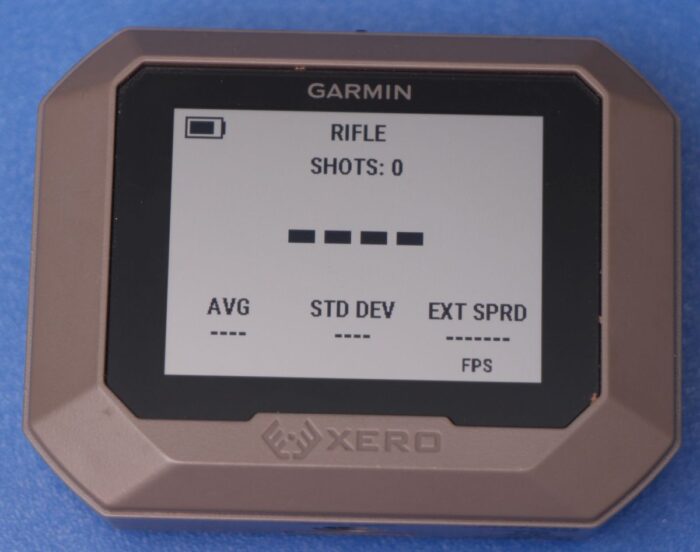 GARMIN
RIFLE
SHOTS: 0
----
AVG STD DEV EXT SPRD
---- ---- -------
FPS
XERO